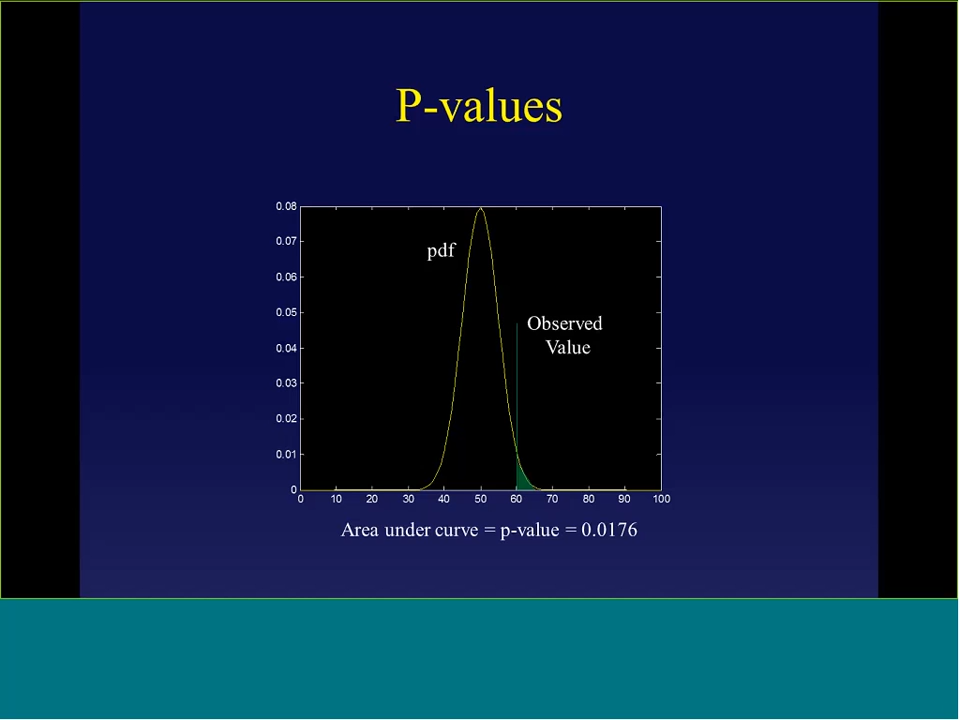 P-values
0.08
0.07
0.06
0.05
0.04
0.03
0.02
0.01
0
pdf
Observed
Value
0 10 20 30 40 50 60 70 80 90 100
Area under curve = p-value = 0.0176